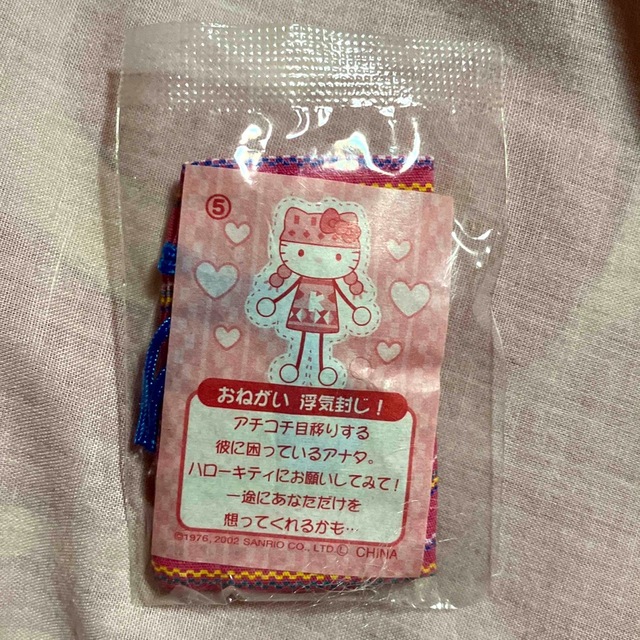 ⑤
K
おねがい 浮気封じ!
アチコチ目移りする
彼に困っているアナタ。
ハローキティにお願いしてみて!
一途にあなただけを
想ってくれるかも…
©1976, 2002 SANRIO CO., LTD. Ⓛ CHINA